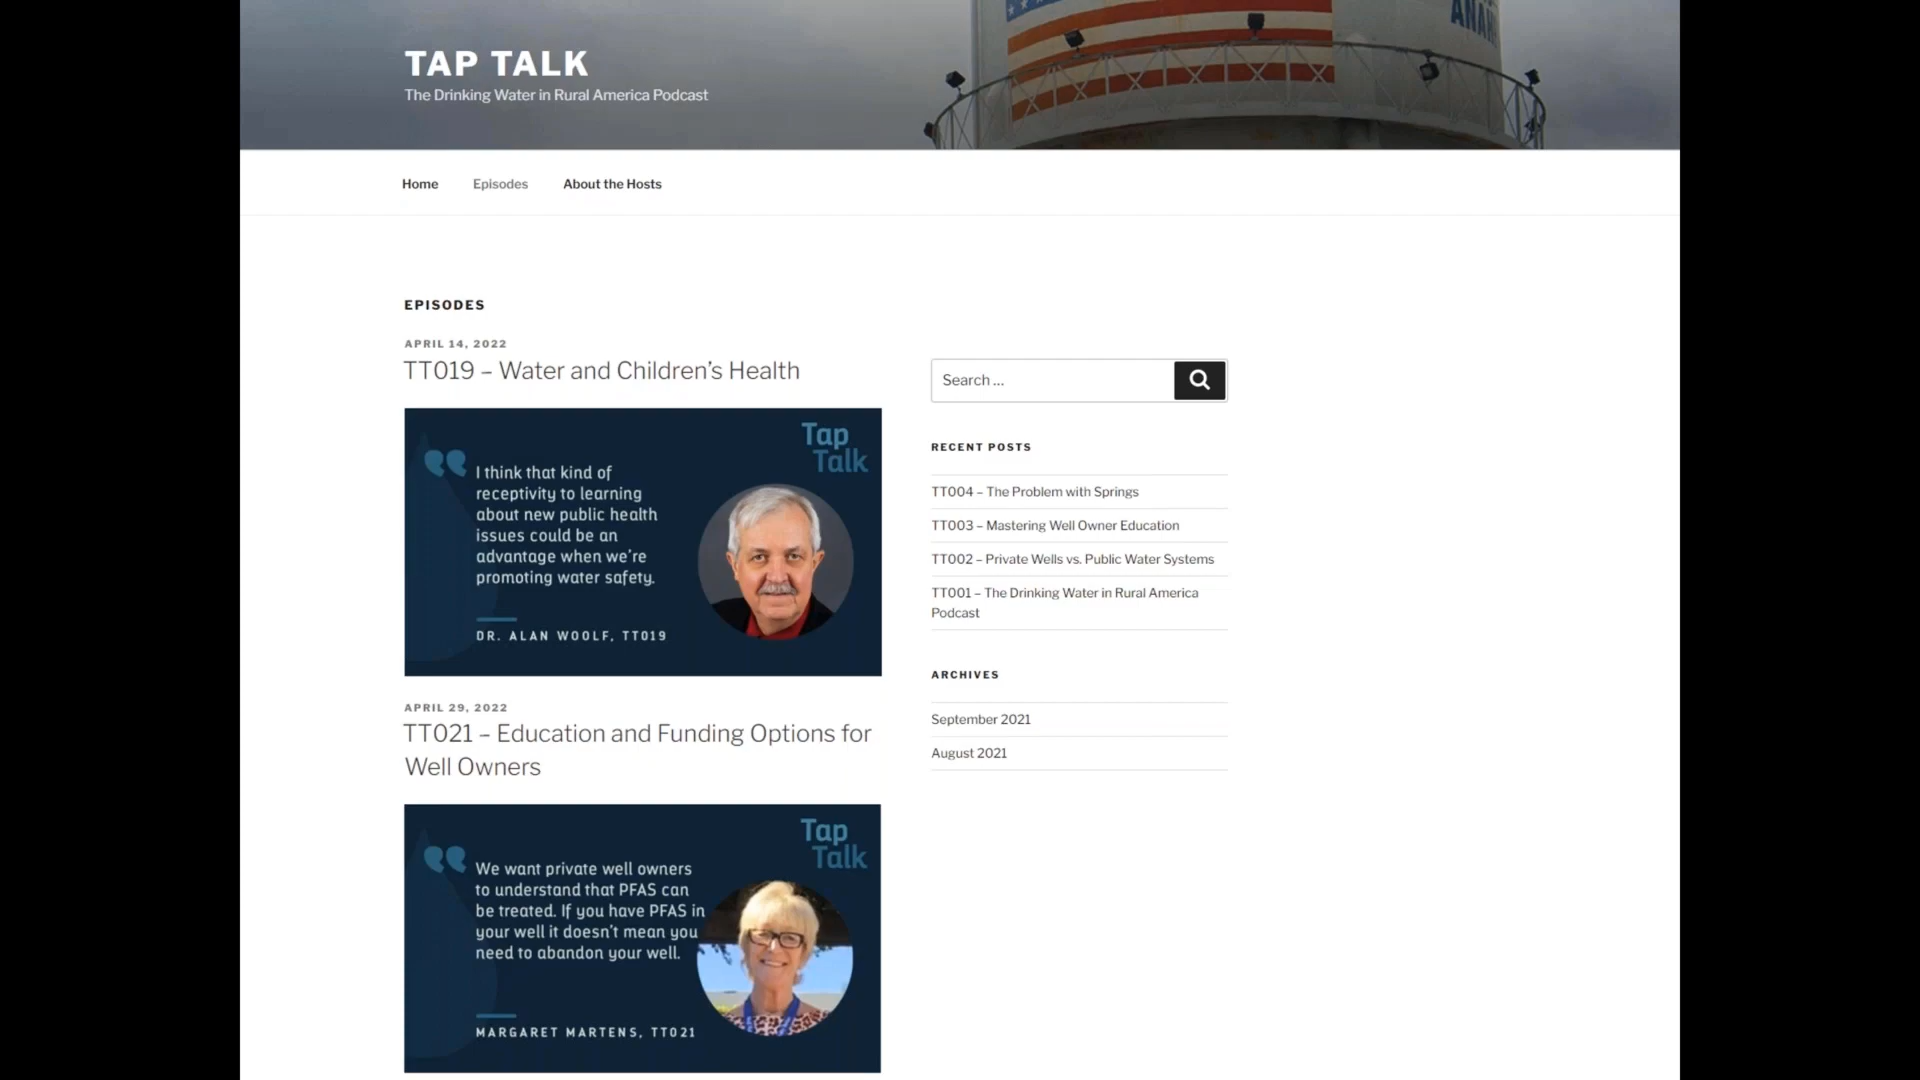 TAP TALK
The Drinking Water in Rural America Podcast
Home
Episodes
About the Hosts
EPISODES
APRIL 14, 2022
TT019 – Water and Children’s Health
Tap
Talk
I think that kind of
receptivity to learning
about new public health
issues could be an
advantage when we’re
promoting water safety.
DR. ALAN WOOLF, TT019
APRIL 29, 2022
TT021 – Education and Funding Options for
Well Owners
Tap
Talk
We want private well owners
to understand that PFAS can
be treated. If you have PFAS in
your well it doesn’t mean you
need to abandon your well.
MARGARET MARTENS, TT021
Search …
RECENT POSTS
TT004 – The Problem with Springs
TT003 – Mastering Well Owner Education
TT002 – Private Wells vs. Public Water Systems
TT001 – The Drinking Water in Rural America
Podcast
ARCHIVES
September 2021
August 2021